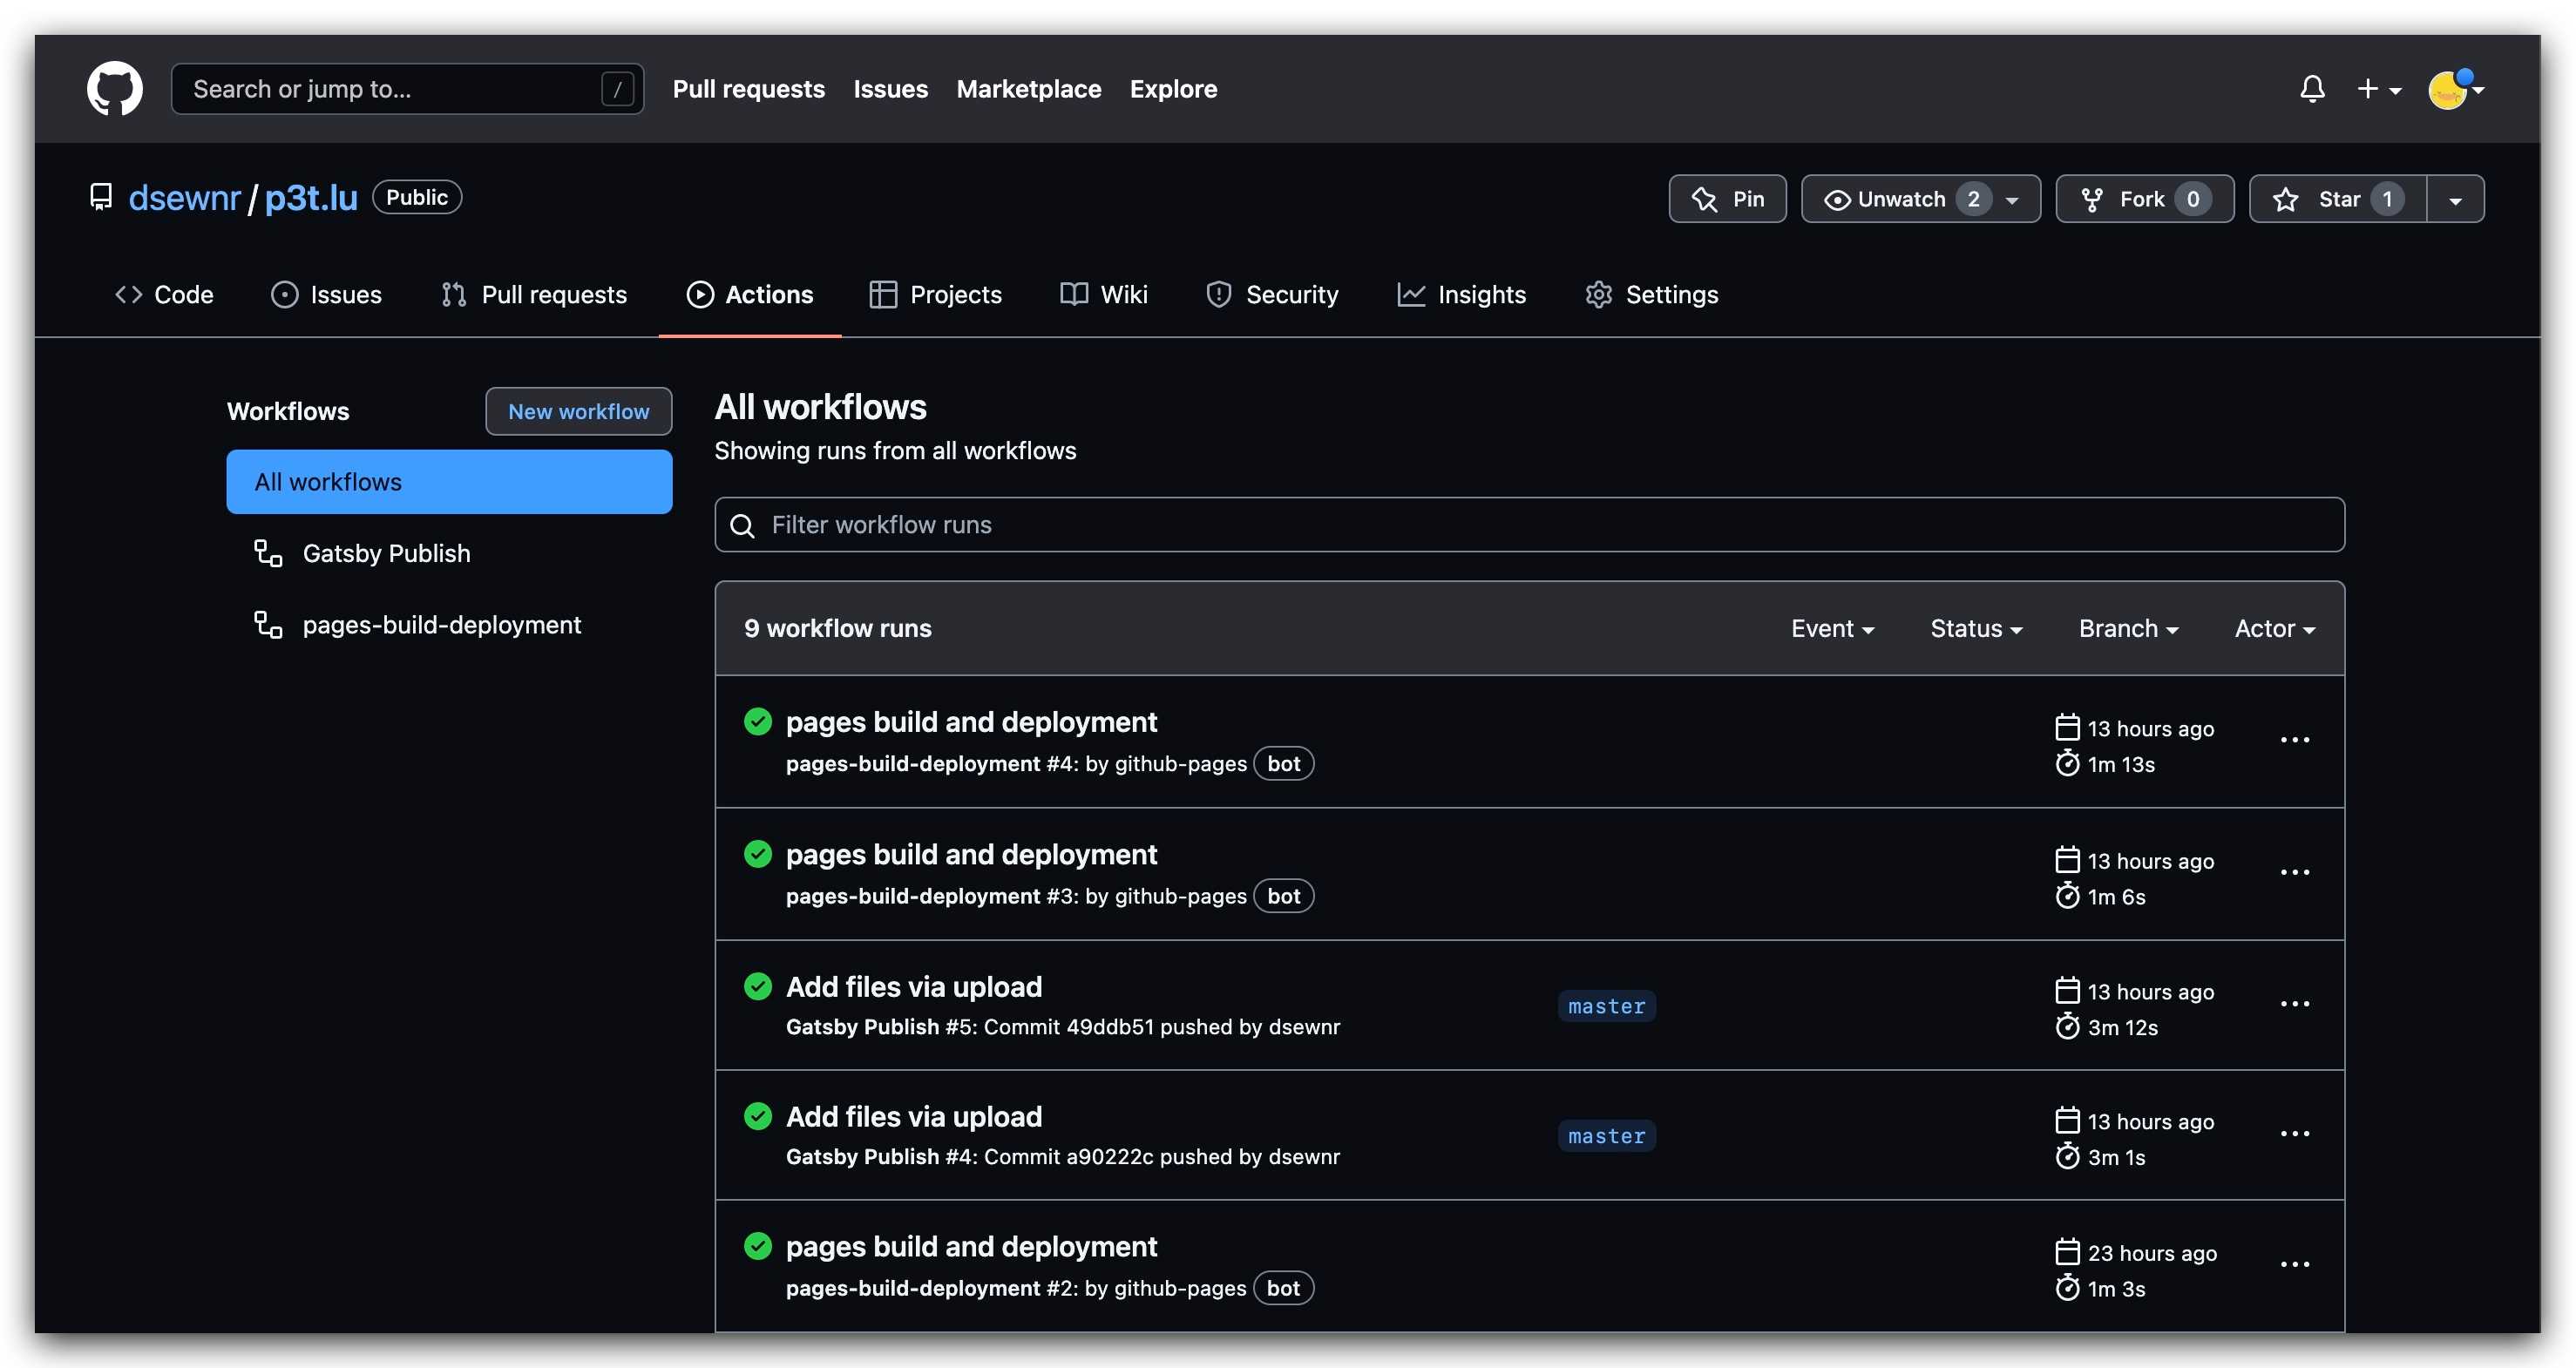 Search or jump to... /
Pull requests Issues Marketplace Explore
dsewnr / p3t.lu Public
Pin Unwatch 2 Fork 0 Star 1
Code Issues Pull requests Actions Projects Wiki Security Insights Settings
Workflows New workflow
All workflows
Gatsby Publish
pages-build-deployment
All workflows
Showing runs from all workflows
Filter workflow runs
9 workflow runs Event Status Branch Actor
pages build and deployment
pages-build-deployment #4: by github-pages bot
13 hours ago
1m 13s
pages build and deployment
pages-build-deployment #3: by github-pages bot
13 hours ago
1m 6s
Add files via upload
Gatsby Publish #5: Commit 49ddb51 pushed by dsewnr
master
13 hours ago
3m 12s
Add files via upload
Gatsby Publish #4: Commit a90222c pushed by dsewnr
master
13 hours ago
3m 1s
pages build and deployment
pages-build-deployment #2: by github-pages bot
23 hours ago
1m 3s